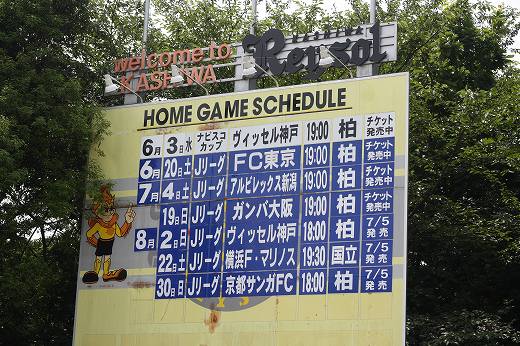 welcome to
KASHIWA
KASHIWA
Reysol
HOME GAME SCHEDULE
6月 3日 水 ナビスコカップ ヴィッセル神戸 19:00 柏 チケット発売中
6月 20日 土 Jリーグ FC東京 19:00 柏 チケット発売中
7月 4日 土 Jリーグ アルビレックス新潟 19:00 柏 チケット発売中
19日 日 Jリーグ ガンバ大阪 19:00 柏 7/5発売
8月 2日 日 Jリーグ ヴィッセル神戸 18:00 柏 7/5発売
22日 土 Jリーグ 横浜F・マリノス 19:30 国立 7/5発売
30日 日 Jリーグ 京都サンガFC 18:00 柏 7/5発売